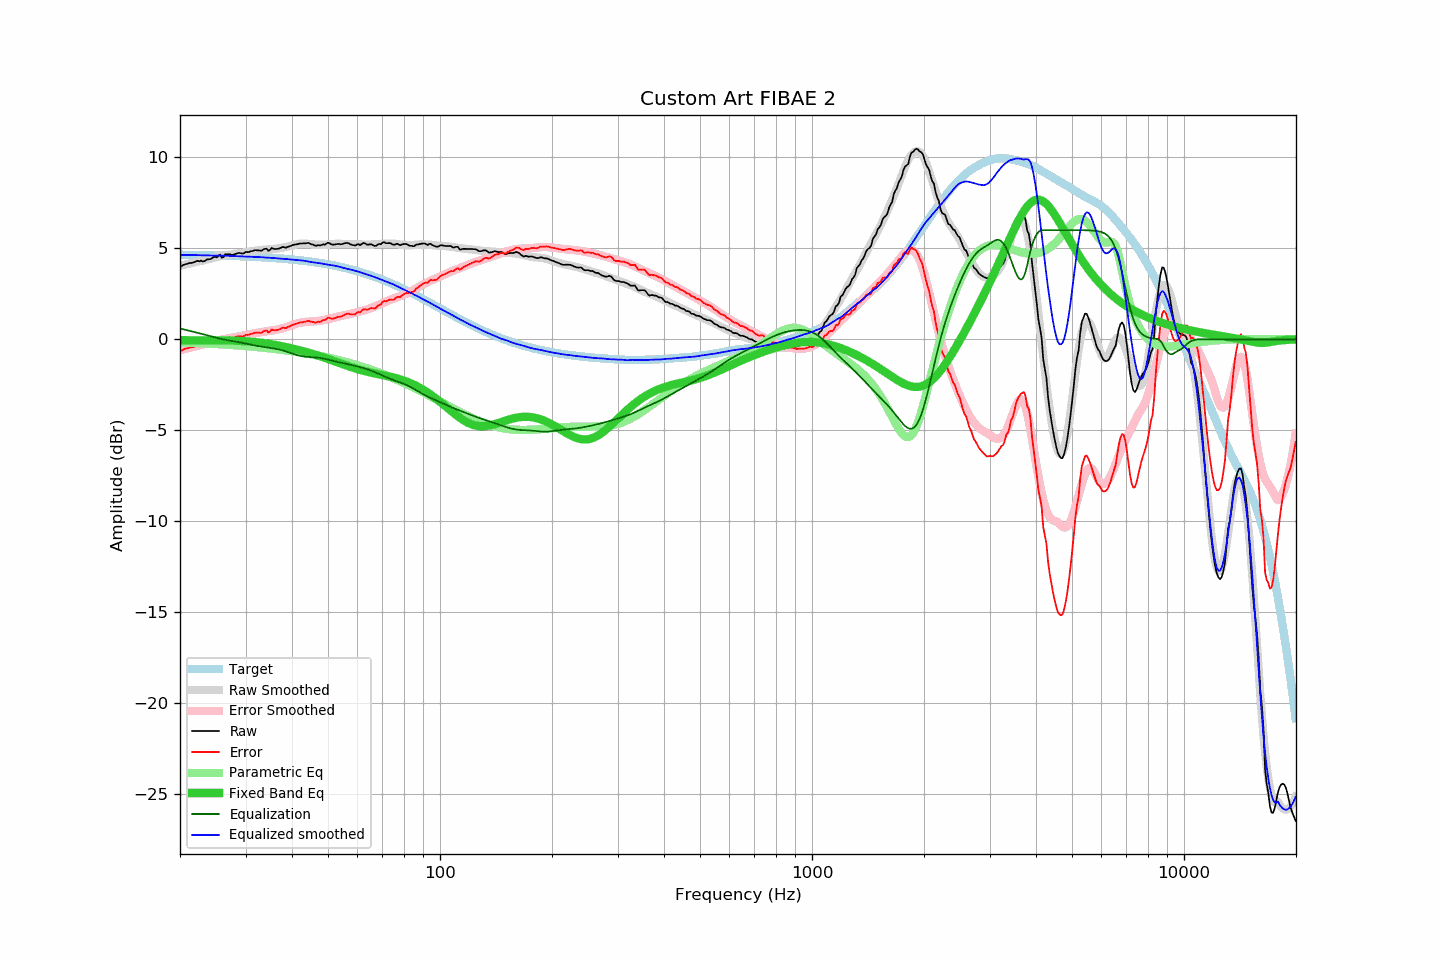 Custom Art FIBAE 2
Amplitude (dBr)
10
5
0
−5
−10
−15
−20
−25
Target
Raw Smoothed
Error Smoothed
Raw
Error
Parametric Eq
Fixed Band Eq
Equalization
Equalized smoothed
100
1000
10000
Frequency (Hz)